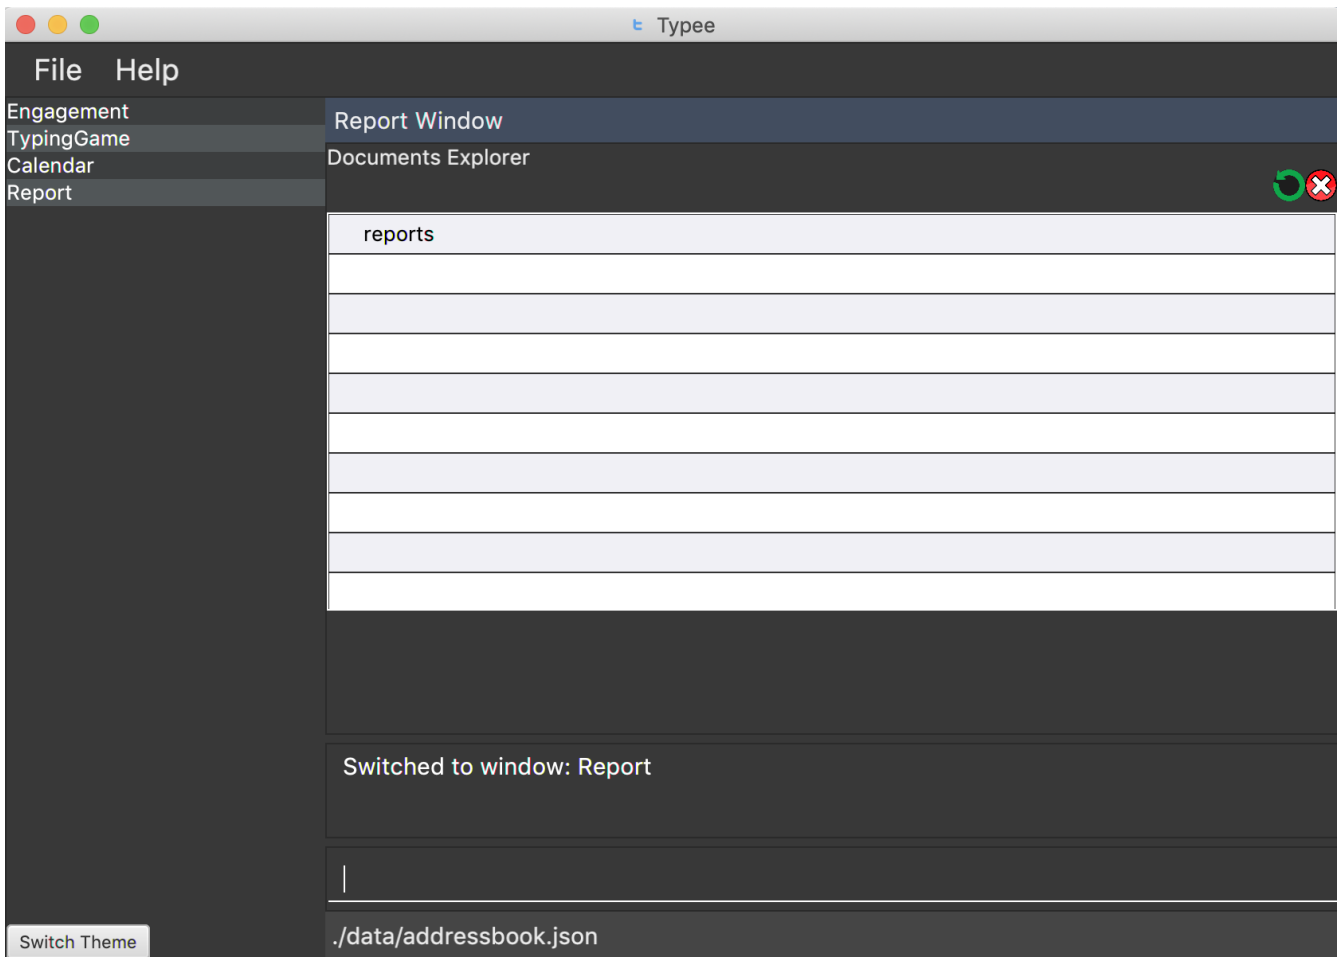 Typee
File Help
Engagement
TypingGame
Calendar
Report
Report Window
Documents Explorer
reports
Switched to window: Report
Switch Theme
./data/addressbook.json